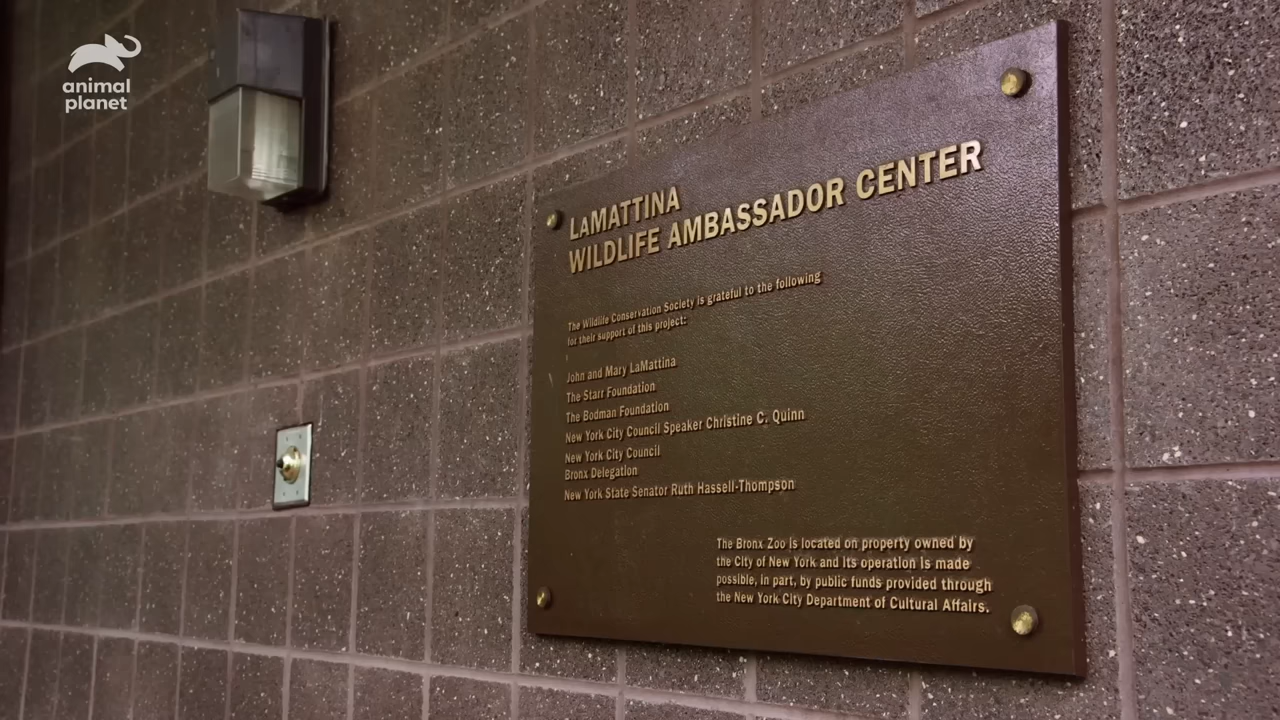 animal
planet
LAMATTINA
WILDLIFE AMBASSADOR CENTER
The Wildlife Conservation Society is grateful to the following
for their support of this project:
John and Mary LaMattina
The Starr Foundation
The Bodman Foundation
New York City Council Speaker Christine C. Quinn
New York City Council
Bronx Delegation
New York State Senator Ruth Hassell-Thompson
The Bronx Zoo is located on property owned by
the City of New York and its operation is made
possible, in part, by public funds provided through
the New York City Department of Cultural Affairs.